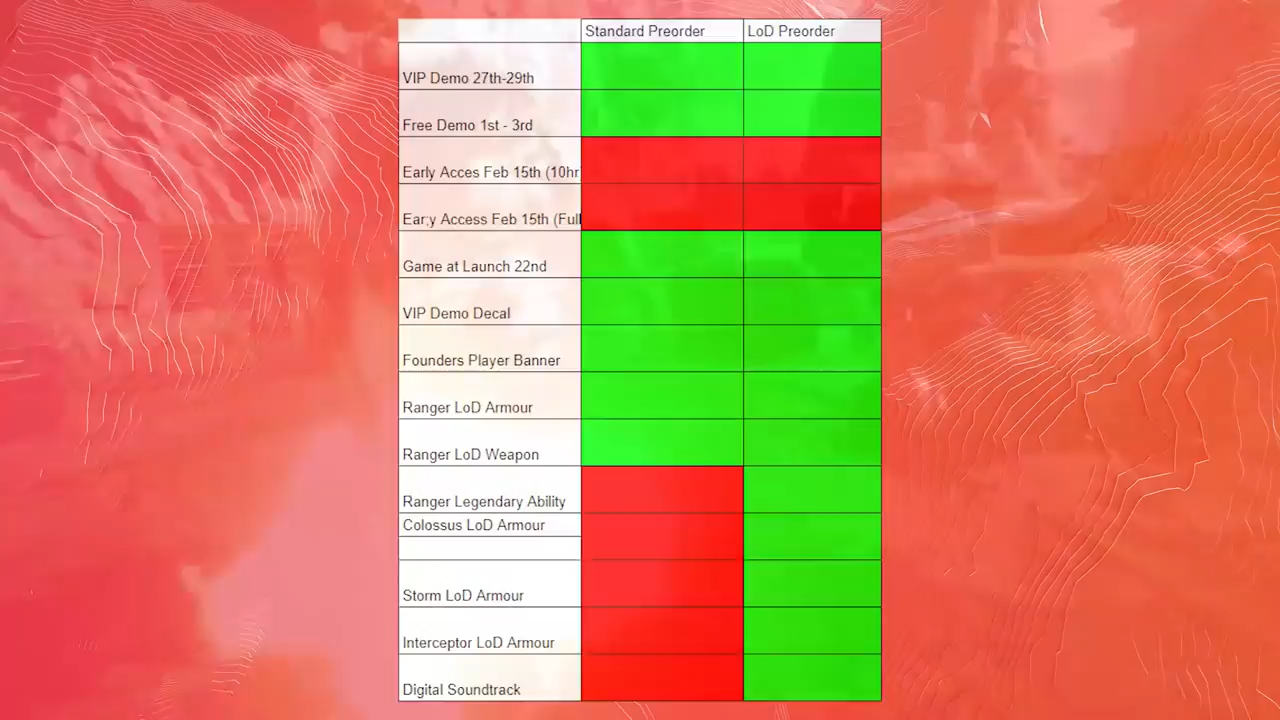 Standard Preorder LoD Preorder
VIP Demo 27th-29th
Free Demo 1st - 3rd
Early Acces Feb 15th (10hr
Ear;y Access Feb 15th (Full
Game at Launch 22nd
VIP Demo Decal
Founders Player Banner
Ranger LoD Armour
Ranger LoD Weapon
Ranger Legendary Ability
Colossus LoD Armour
Storm LoD Armour
Interceptor LoD Armour
Digital Soundtrack